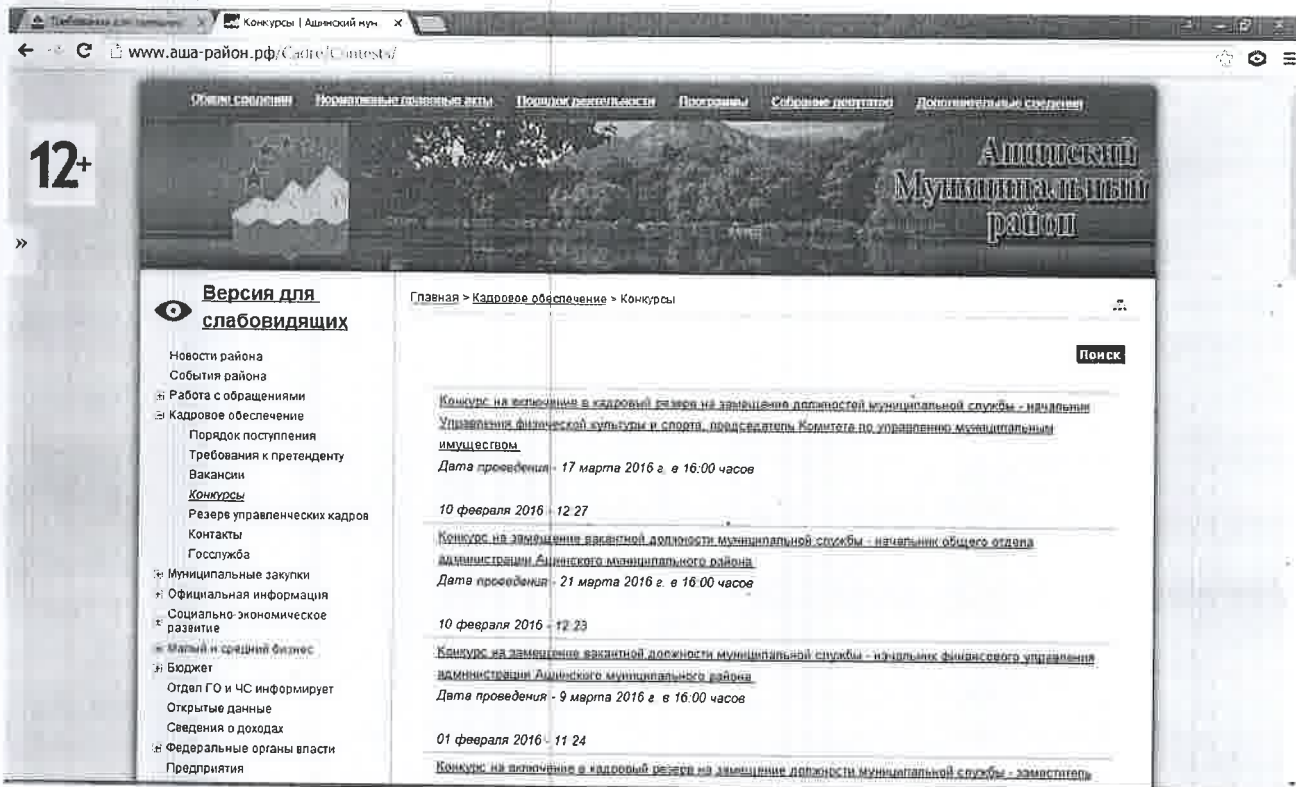 Конкурсы | Ашинский мун
www.аша-район.рф/Cadre/Contests/
Общие сведения Нормативные правовые акты Порядок деятельности Программы Собрание депутатов Дополнительные сведения
12+
Ашинский
Муниципальный
район
»
Версия для
слабовидящих
Новости района
События района
Работа с обращениями
Кадровое обеспечение
Порядок поступления
Требования к претенденту
Вакансии
Конкурсы
Резерв управленческих кадров
Контакты
Госслужба
Муниципальные закупки
Официальная информация
Социально-экономическое
развитие
Малый и средний бизнес
Бюджет
Отдел ГО и ЧС информирует
Открытые данные
Сведения о доходах
Федеральные органы власти
Предприятия
Главная > Кадровое обеспечение > Конкурсы
Поиск
Конкурс на включение в кадровый резерв на замещение должностей муниципальной службы - начальник
Управления физической культуры и спорта, председатель Комитета по управлению муниципальным
имуществом
Дата проведения - 17 марта 2016 г. в 16:00 часов
10 февраля 2016 - 12:27
Конкурс на замещение вакантной должности муниципальной службы - начальник общего отдела
администрации Ашинского муниципального района
Дата проведения - 21 марта 2016 г. в 16:00 часов
10 февраля 2016 - 12:23
Конкурс на замещение вакантной должности муниципальной службы - начальник финансового управления
администрации Ашинского муниципального района
Дата проведения - 9 марта 2016 г. в 16:00 часов
01 февраля 2016 - 11:24
Конкурс на включение в кадровый резерв на замещение должности муниципальной службы - заместитель